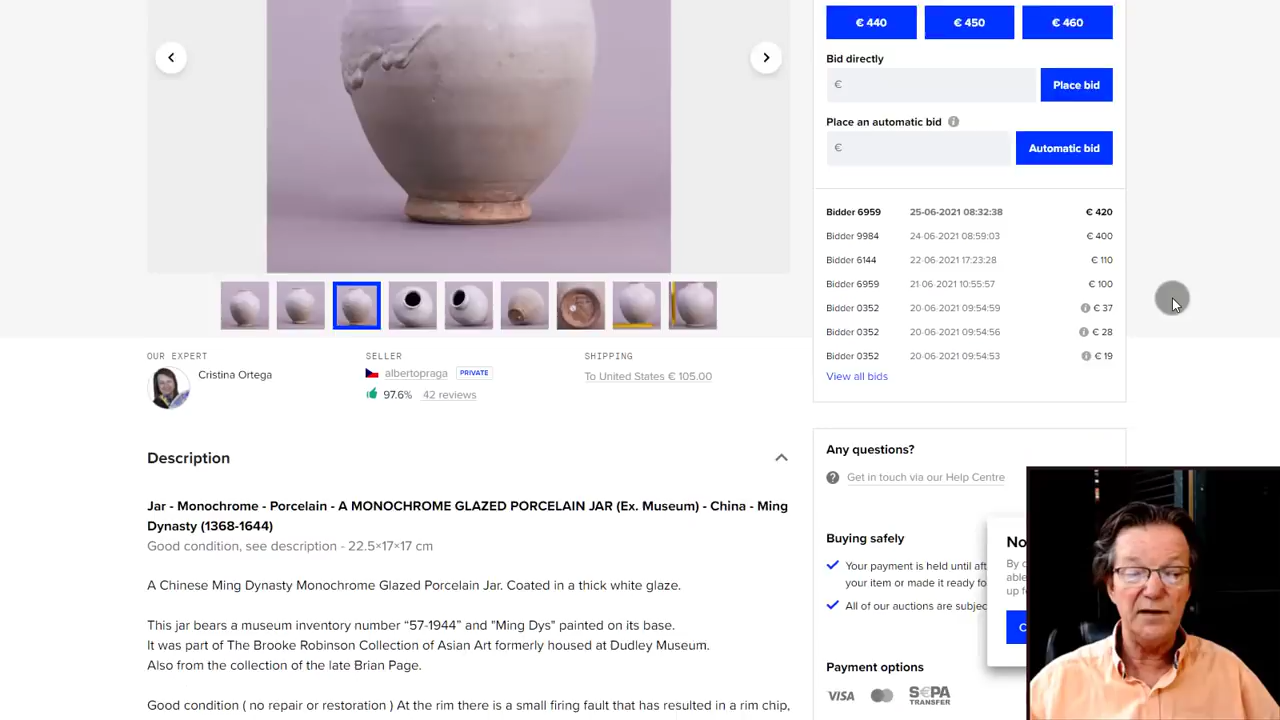 € 440 € 450 € 460
Bid directly
€ Place bid
Place an automatic bid
€ Automatic bid
Bidder 6959 25-06-2021 08:32:38 € 420
Bidder 9984 24-06-2021 08:59:03 € 400
Bidder 6144 22-06-2021 17:23:28 € 110
Bidder 6959 21-06-2021 10:55:57 € 100
Bidder 0352 20-06-2021 09:54:59 € 37
Bidder 0352 20-06-2021 09:54:56 € 28
Bidder 0352 20-06-2021 09:54:53 € 19
View all bids
OUR EXPERT
Cristina Ortega
SELLER
albertopraga PRIVATE
97.6% 42 reviews
SHIPPING
To United States € 105.00
Description
Jar - Monochrome - Porcelain - A MONOCHROME GLAZED PORCELAIN JAR (Ex. Museum) - China - Ming
Dynasty (1368-1644)
Good condition, see description - 22.5×17×17 cm
A Chinese Ming Dynasty Monochrome Glazed Porcelain Jar. Coated in a thick white glaze.
This jar bears a museum inventory number “57-1944” and "Ming Dys" painted on its base.
It was part of The Brooke Robinson Collection of Asian Art formerly housed at Dudley Museum.
Also from the collection of the late Brian Page.
Good condition ( no repair or restoration ) At the rim there is a small firing fault that has resulted in a rim chip,
Any questions?
Get in touch via our Help Centre
Buying safely
Your payment is held until aft
your item or made it ready fo
All of our auctions are subjec
Payment options
VISA
SEPA
TRANSFER
No
By c
able
up f
C